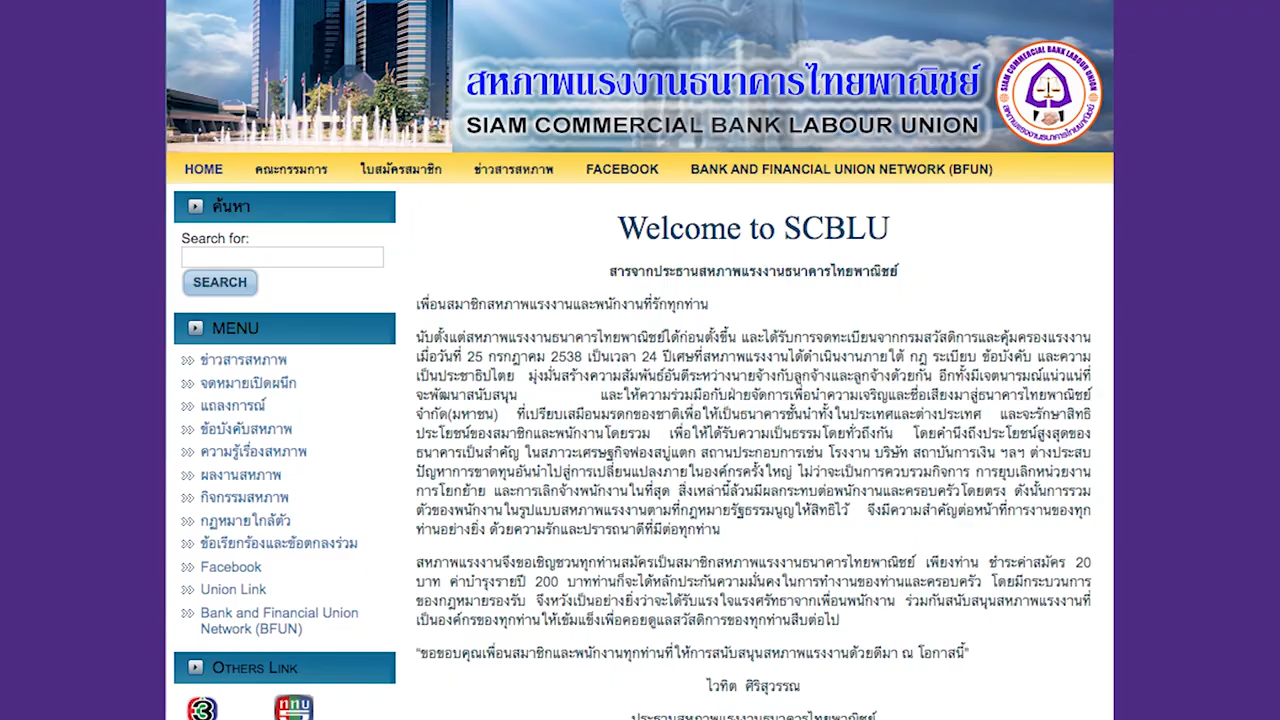 สหภาพแรงงานธนาคารไทยพาณิชย์
SIAM COMMERCIAL BANK LABOUR UNION
SIAM COMMERCIAL BANK LABOUR UNION
สหภาพแรงงานธนาคารไทยพาณิชย์
HOME คณะกรรมการ ใบสมัครสมาชิก ข่าวสารสหภาพ FACEBOOK BANK AND FINANCIAL UNION NETWORK (BFUN)
ค้นหา
Search for:
SEARCH
MENU
ข่าวสารสหภาพ
จดหมายเปิดผนึก
แถลงการณ์
ข้อบังคับสหภาพ
ความรู้เรื่องสหภาพ
ผลงานสหภาพ
กิจกรรมสหภาพ
กฎหมายใกล้ตัว
ข้อเรียกร้องและข้อตกลงร่วม
Facebook
Union Link
Bank and Financial Union
Network (BFUN)
Others Link
3
ททบ
Welcome to SCBLU
สารจากประธานสหภาพแรงงานธนาคารไทยพาณิชย์
เพื่อนสมาชิกสหภาพแรงงานและพนักงานที่รักทุกท่าน
นับตั้งแต่สหภาพแรงงานธนาคารไทยพาณิชย์ได้ก่อนตั้งขึ้น และได้รับการจดทะเบียนจากกรมสวัสดิการและคุ้มครองแรงงาน
เมื่อวันที่ 25 กรกฎาคม 2538 เป็นเวลา 24 ปีเศษที่สหภาพแรงงานได้ดำเนินงานภายใต้ กฎ ระเบียบ ข้อบังคับ และความ
เป็นประชาธิปไตย มุ่งมั่นสร้างความสัมพันธ์อันดีระหว่างนายจ้างกับลูกจ้างและลูกจ้างด้วยกัน อีกทั้งมีเจตนารมณ์แน่วแน่ที่
จะพัฒนาสนับสนุน และให้ความร่วมมือกับฝ่ายจัดการเพื่อนำความเจริญและชื่อเสียงมาสู่ธนาคารไทยพาณิชย์
จำกัด(มหาชน) ที่เปรียบเสมือนมรดกของชาติเพื่อให้เป็นธนาคารชั้นนำทั้งในประเทศและต่างประเทศ และจะรักษาสิทธิ
ประโยชน์ของสมาชิกและพนักงานโดยรวม เพื่อให้ได้รับความเป็นธรรมโดยทั่วถึงกัน โดยคำนึงถึงประโยชน์สูงสุดของ
ธนาคารเป็นสำคัญ ในสภาวะเศรษฐกิจฟองสบู่แตก สถานประกอบการเช่น โรงงาน บริษัท สถาบันการเงิน ฯลฯ ต่างประสบ
ปัญหาการขาดทุนอันนำไปสู่การเปลี่ยนแปลงภายในองค์กรครั้งใหญ่ ไม่ว่าจะเป็นการควบรวมกิจการ การยุบเลิกหน่วยงาน
การโยกย้าย และการเลิกจ้างพนักงานในที่สุด สิ่งเหล่านี้ล้วนมีผลกระทบต่อพนักงานและครอบครัวโดยตรง ดังนั้นการรวม
ตัวของพนักงานในรูปแบบสหภาพแรงงานตามที่กฎหมายรัฐธรรมนูญให้สิทธิไว้ จึงมีความสำคัญต่อหน้าที่การงานของทุก
ท่านอย่างยิ่ง ด้วยความรักและปรารถนาดีที่มีต่อทุกท่าน
สหภาพแรงงานจึงขอเชิญชวนทุกท่านสมัครเป็นสมาชิกสหภาพแรงงานธนาคารไทยพาณิชย์ เพียงท่าน ชำระค่าสมัคร 20
บาท ค่าบำรุงรายปี 200 บาทท่านก็จะได้หลักประกันความมั่นคงในการทำงานของท่านและครอบครัว โดยมีกระบวนการ
ของกฎหมายรองรับ จึงหวังเป็นอย่างยิ่งว่าจะได้รับแรงใจแรงศรัทธาจากเพื่อนพนักงาน ร่วมกันสนับสนุนสหภาพแรงงานที่
เป็นองค์กรของทุกท่านให้เข้มแข็งเพื่อคอยดูแลสวัสดิการของทุกท่านสืบต่อไป
"ขอขอบคุณเพื่อนสมาชิกและพนักงานทุกท่านที่ให้การสนับสนุนสหภาพแรงงานด้วยดีมา ณ โอกาสนี้"
ไวทิต ศิริสุวรรณ
ประธานสหภาพแรงงานธนาคารไทยพาณิชย์